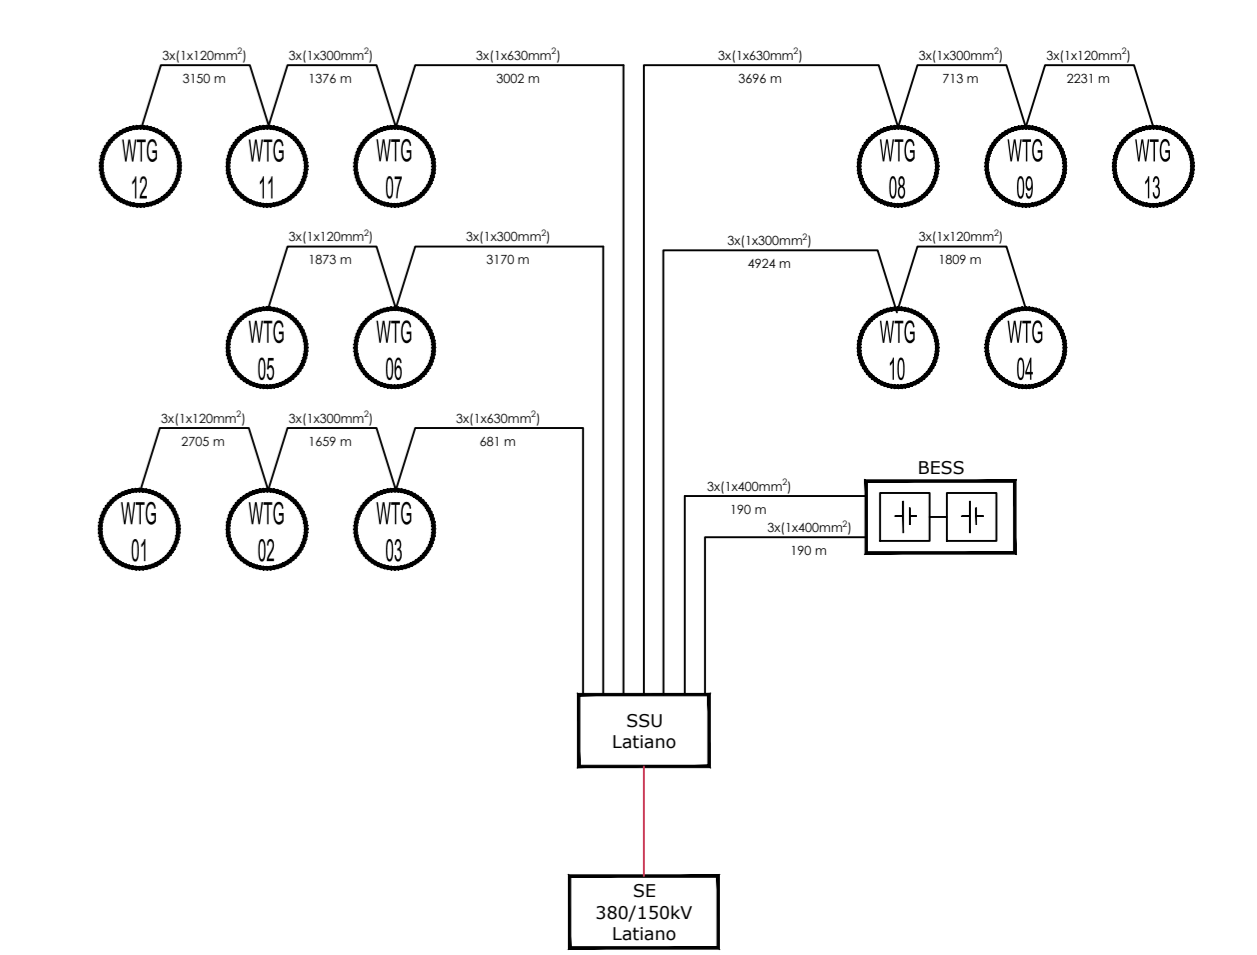 3x(1x120mm²)
3150 m
3x(1x300mm²)
1376 m
3x(1x630mm²)
3002 m
3x(1x630mm²)
3696 m
3x(1x300mm²)
713 m
3x(1x120mm²)
2231 m
WTG
12
WTG
11
WTG
07
WTG
08
WTG
09
WTG
13
3x(1x120mm²)
1873 m
3x(1x300mm²)
3170 m
3x(1x300mm²)
4924 m
3x(1x120mm²)
1809 m
WTG
05
WTG
06
WTG
10
WTG
04
3x(1x120mm²)
2705 m
3x(1x300mm²)
1659 m
3x(1x630mm²)
681 m
WTG
01
WTG
02
WTG
03
BESS
3x(1x400mm²)
190 m
3x(1x400mm²)
190 m
SSU
Latiano
SE
380/150kV
Latiano